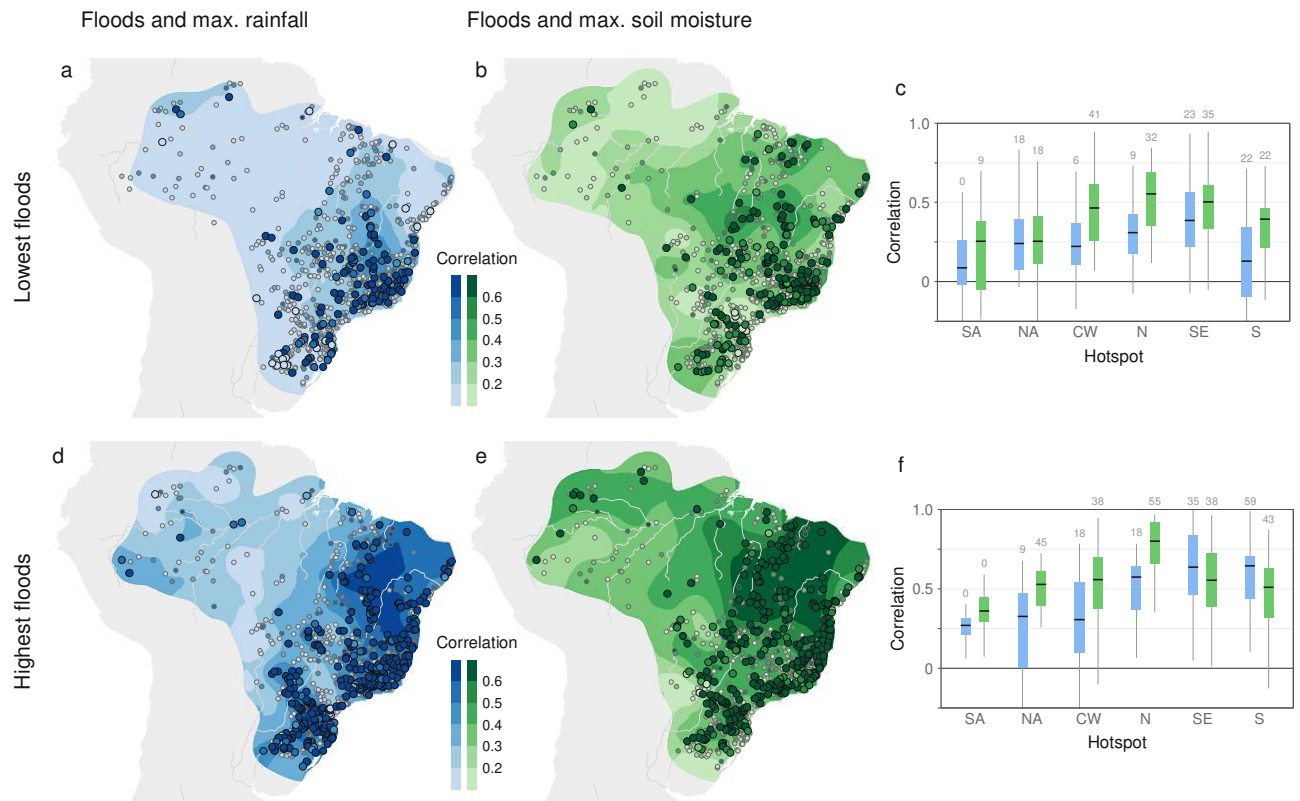 Floods and max. rainfall
Floods and max. soil moisture
Lowest floods
a
Correlation
0.6
0.5
0.4
0.3
0.2
b
c
Correlation
1.0
0.5
0
0
9
18
18
6
41
9
32
23
35
22
22
SA
NA
CW
N
SE
S
Hotspot
Highest floods
d
Correlation
0.6
0.5
0.4
0.3
0.2
e
f
Correlation
1.0
0.5
0
0
0
9
45
18
38
18
55
35
38
59
43
SA
NA
CW
N
SE
S
Hotspot